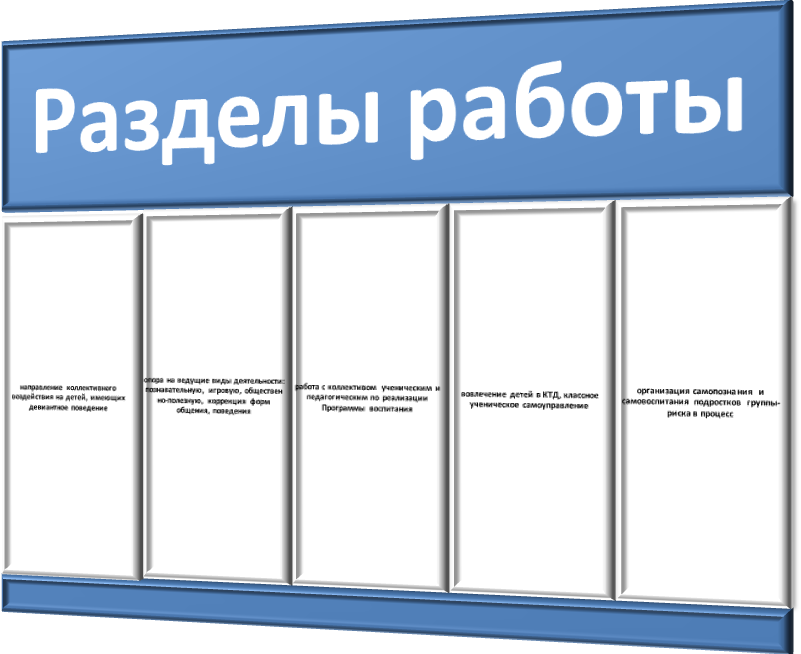 Разделы работы
направление коллективного
воздействия на детей, имеющих
девиантное поведение
опора на ведущие виды деятельности:
познавательную, игровую, обществен
но-полезную, коррекция форм
общения, поведения
работа с коллективом ученическим и
педагогическим по реализации
Программы воспитания
вовлечение детей в КТД, классное
ученическое самоуправление
организация самопознания и
самовоспитания подростков группы-
риска в процесс